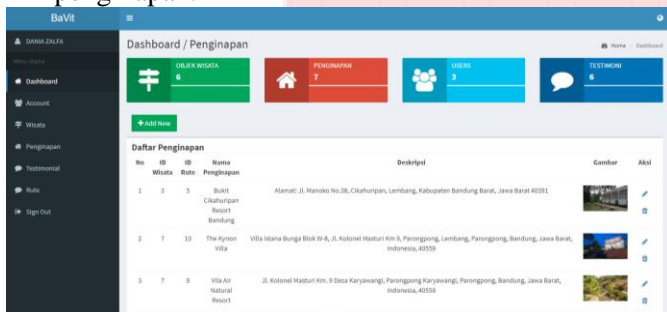 BaVit
DANIA ZALFA
Menu Utama
Dashboard
Account
Wisata
Penginapan
Testimonial
Rute
Sign Out
Dashboard / Penginapan
Home > Dashboard
OBJEK WISATA
6
PENGINAPAN
7
USERS
3
TESTIMONI
6
+Add New
Daftar Penginapan
No ID Wisata ID Rute Nama Penginapan Deskripsi Gambar Aksi
1 3 5 Bukit Cikahuripan Resort Bandung Alamat: Jl. Manoko No.38, Cikahuripan, Lembang, Kabupaten Bandung Barat, Jawa Barat 40391
2 7 10 The Kynon Villa Villa Istana Bunga Blok W-8, Jl. Kolonel Masturi Km 9, Parongpong, Lembang, Parongpong, Bandung, Jawa Barat, Indonesia, 40559
3 7 9 Vila Air Natural Resort Jl. Kolonel Masturi Km. 9 Desa Karyawangi, Parongpong Karyawangi, Parongpong, Bandung, Jawa Barat, Indonesia, 40559